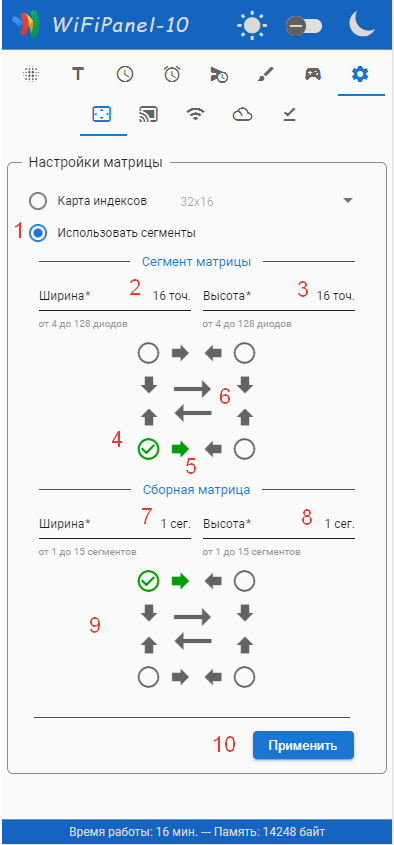 WiFiPanel-10
T
Настройки матрицы
Карта индексов 32x16
1 Использовать сегменты
Сегмент матрицы
Ширина* 2 16 точ. Высота* 3 16 точ.
от 4 до 128 диодов от 4 до 128 диодов
6
4
5
Сборная матрица
Ширина* 7 1 сег. Высота* 8 1 сег.
от 1 до 15 сегментов от 1 до 15 сегментов
9
10 Применить
Время работы: 16 мин. — Память: 14248 байт